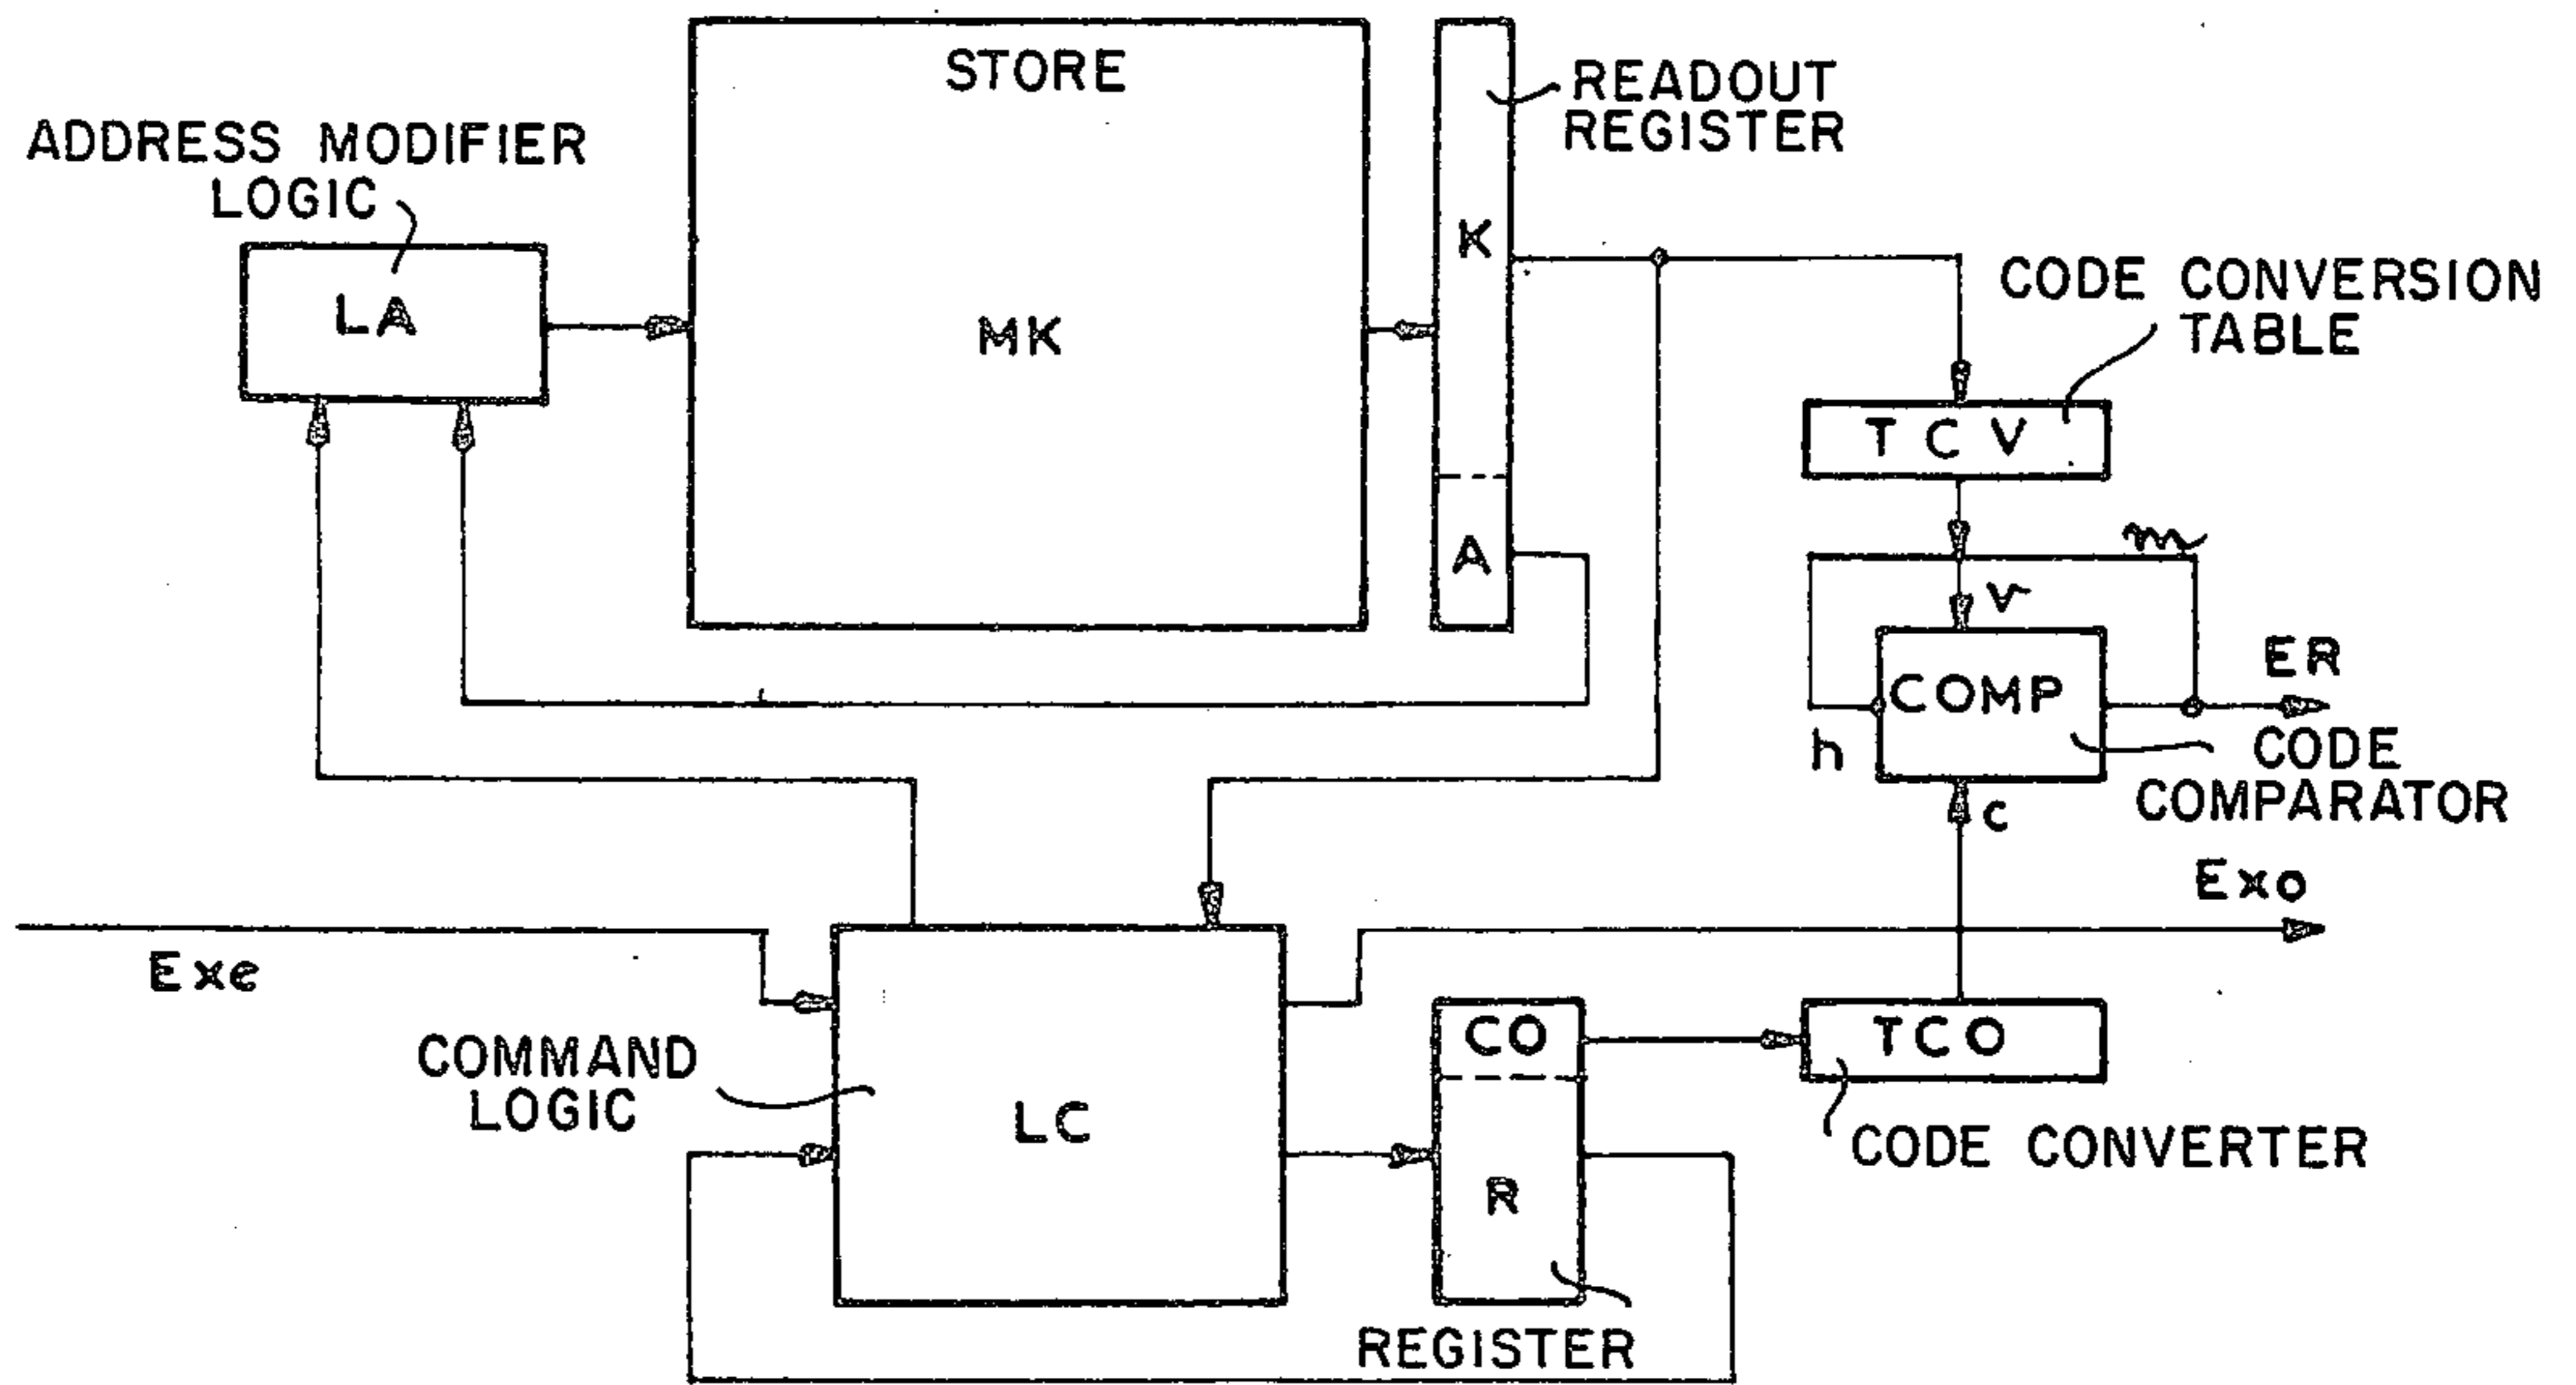 STORE
READOUT
REGISTER
ADDRESS MODIFIER
LOGIC
K
LA
MK
CODE CONVERSION
TABLE
TCV
A
m
v
ER
COMP
h
CODE
COMPARATOR
c
Exo
Exe
COMMAND
LOGIC
LC
CO
TCO
CODE CONVERTER
R
REGISTER